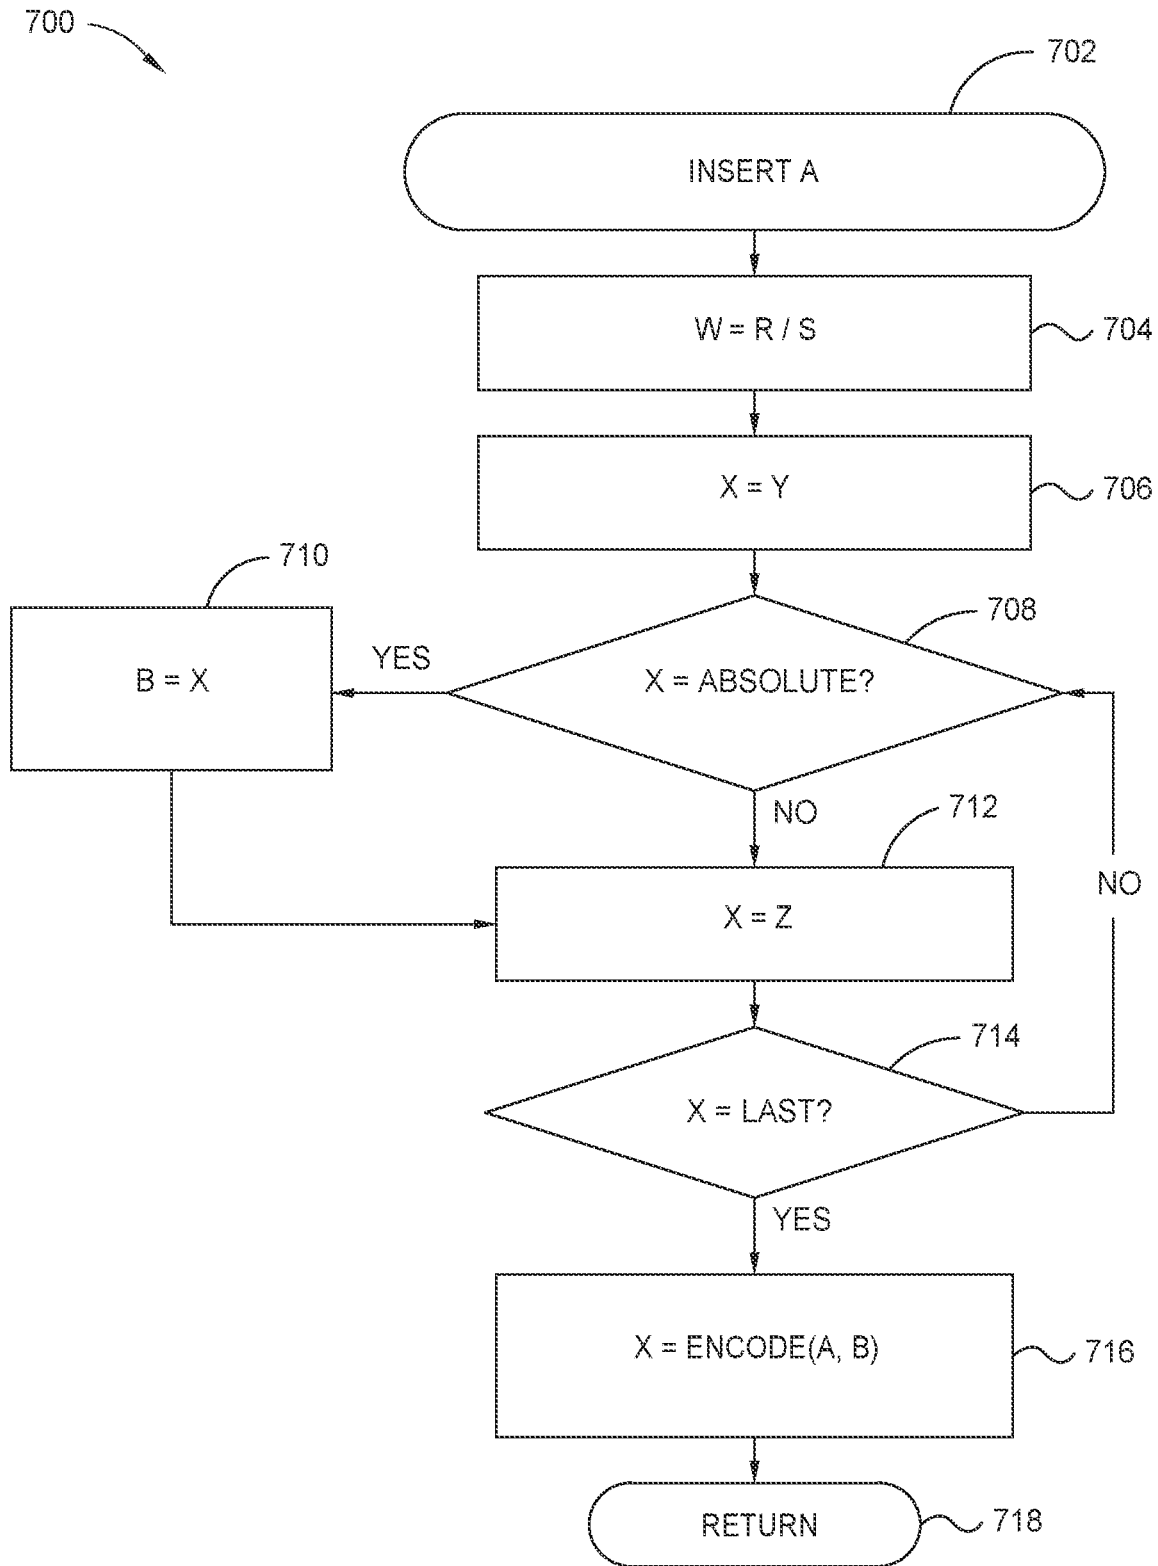 700
702
INSERT A
W = R / S
704
X = Y
706
710
708
YES
B = X
X = ABSOLUTE?
NO
712
NO
X = Z
714
X = LAST?
YES
X = ENCODE(A, B)
716
RETURN
718